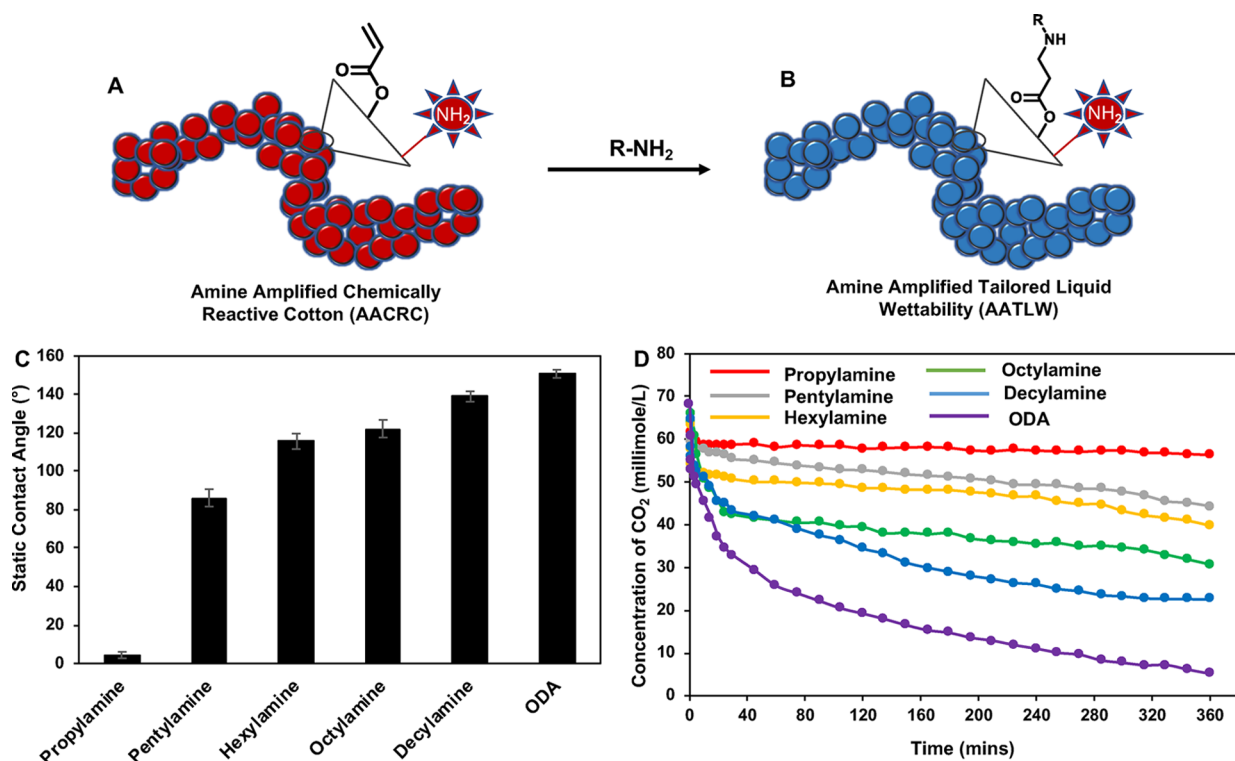 A
O
O
NH2
R-NH2
B
R
NH
O
O
NH2
Amine Amplified Chemically
Reactive Cotton (AACRC)
Amine Amplified Tailored Liquid
Wettability (AATLW)
C
Static Contact Angle (°)
160
140
120
100
80
60
40
20
0
Propylamine
Pentylamine
Hexylamine
Octylamine
Decylamine
ODA
D
Concentration of CO2 (millimole/L)
80
70
60
50
40
30
20
10
0
Propylamine
Pentylamine
Hexylamine
Octylamine
Decylamine
ODA
0 40 80 120 160 200 240 280 320 360
Time (mins)